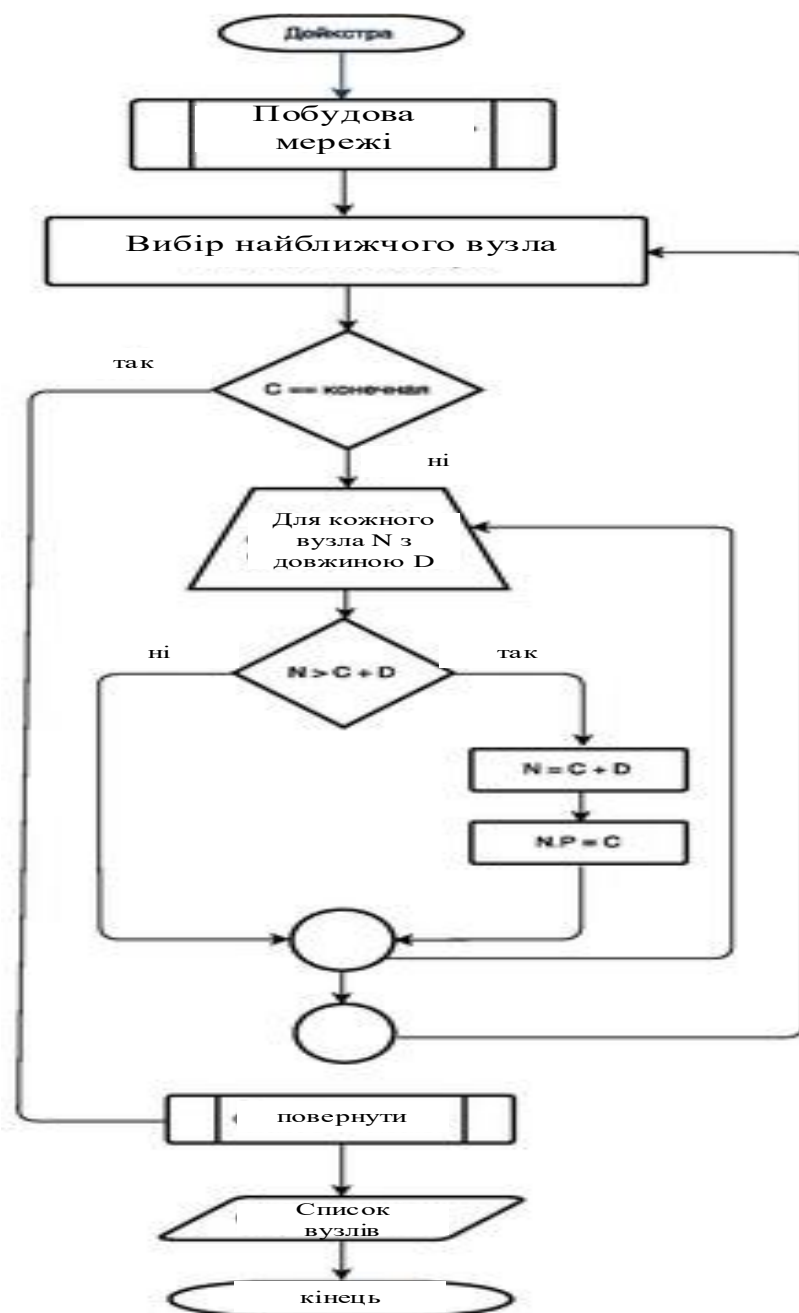 Дейкстра
Побудова
мережі
Вибір найближчого вузла
так
C == конечная
ні
Для кожного
вузла N з
довжиною D
ні
так
N > C + D
N = C + D
N.P = C
повернути
Список
вузлів
кінець